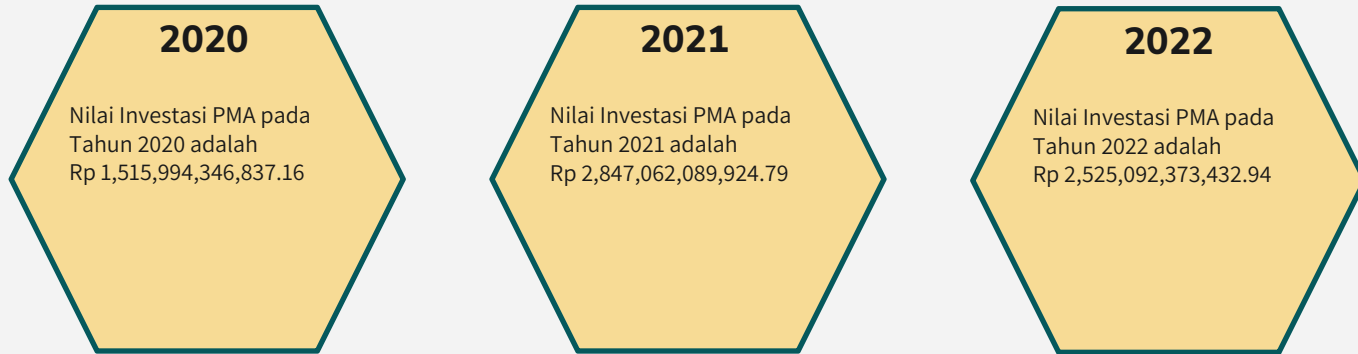 2020
Nilai Investasi PMA pada
Tahun 2020 adalah
Rp 1,515,994,346,837.16
2021
Nilai Investasi PMA pada
Tahun 2021 adalah
Rp 2,847,062,089,924.79
2022
Nilai Investasi PMA pada
Tahun 2022 adalah
Rp 2,525,092,373,432.94